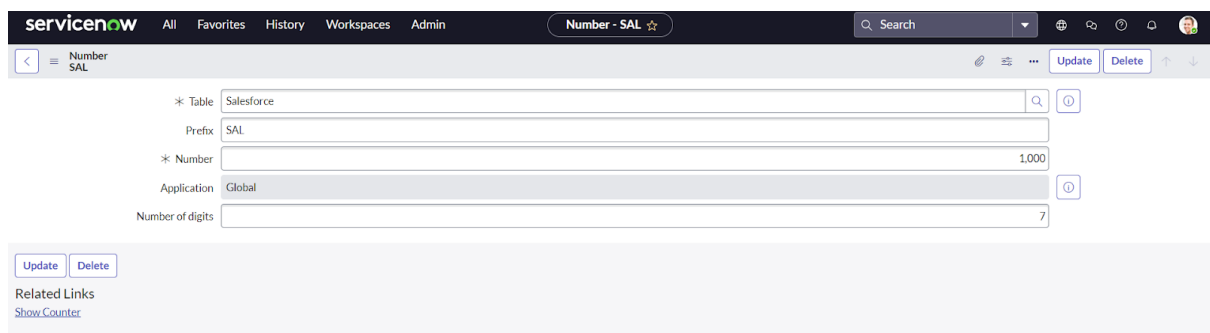 servicenow All Favorites History Workspaces Admin Number - SAL Search
Number
SAL
Update Delete
Table Salesforce
Prefix SAL
Number 1,000
Application Global
Number of digits 7
Update Delete
Related Links
Show Counter